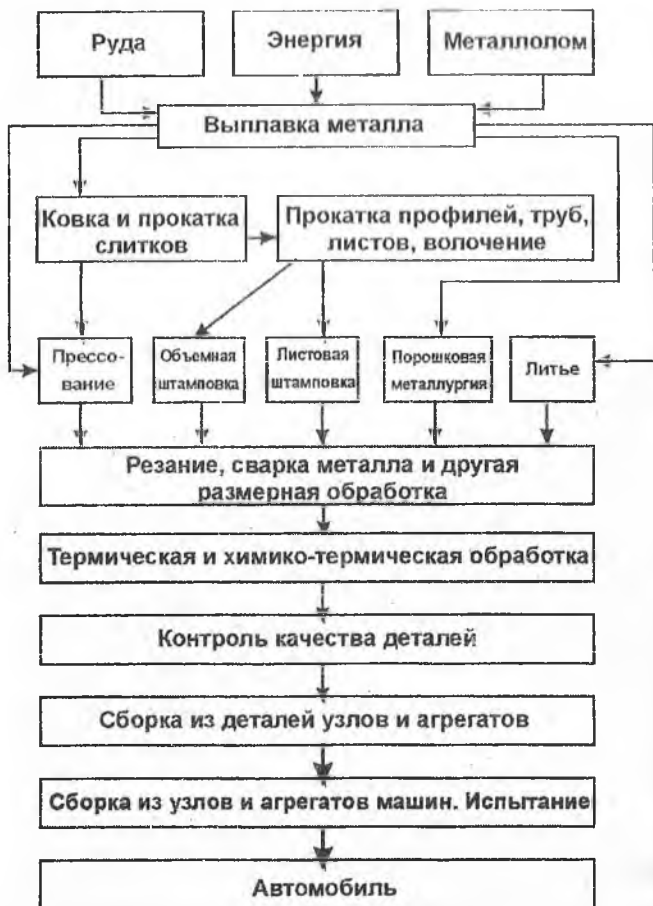 Руда
Энергия
Металлолом
Выплавка металла
Ковка и прокатка
слитков
Прокатка профилей, труб,
листов, волочение
Прессо-
вание
Объемная
штамповка
Листовая
штамповка
Порошковая
металлургия
Литье
Резание, сварка металла и другая
размерная обработка
Термическая и химико-термическая обработка
Контроль качества деталей
Сборка из деталей узлов и агрегатов
Сборка из узлов и агрегатов машин. Испытание
Автомобиль